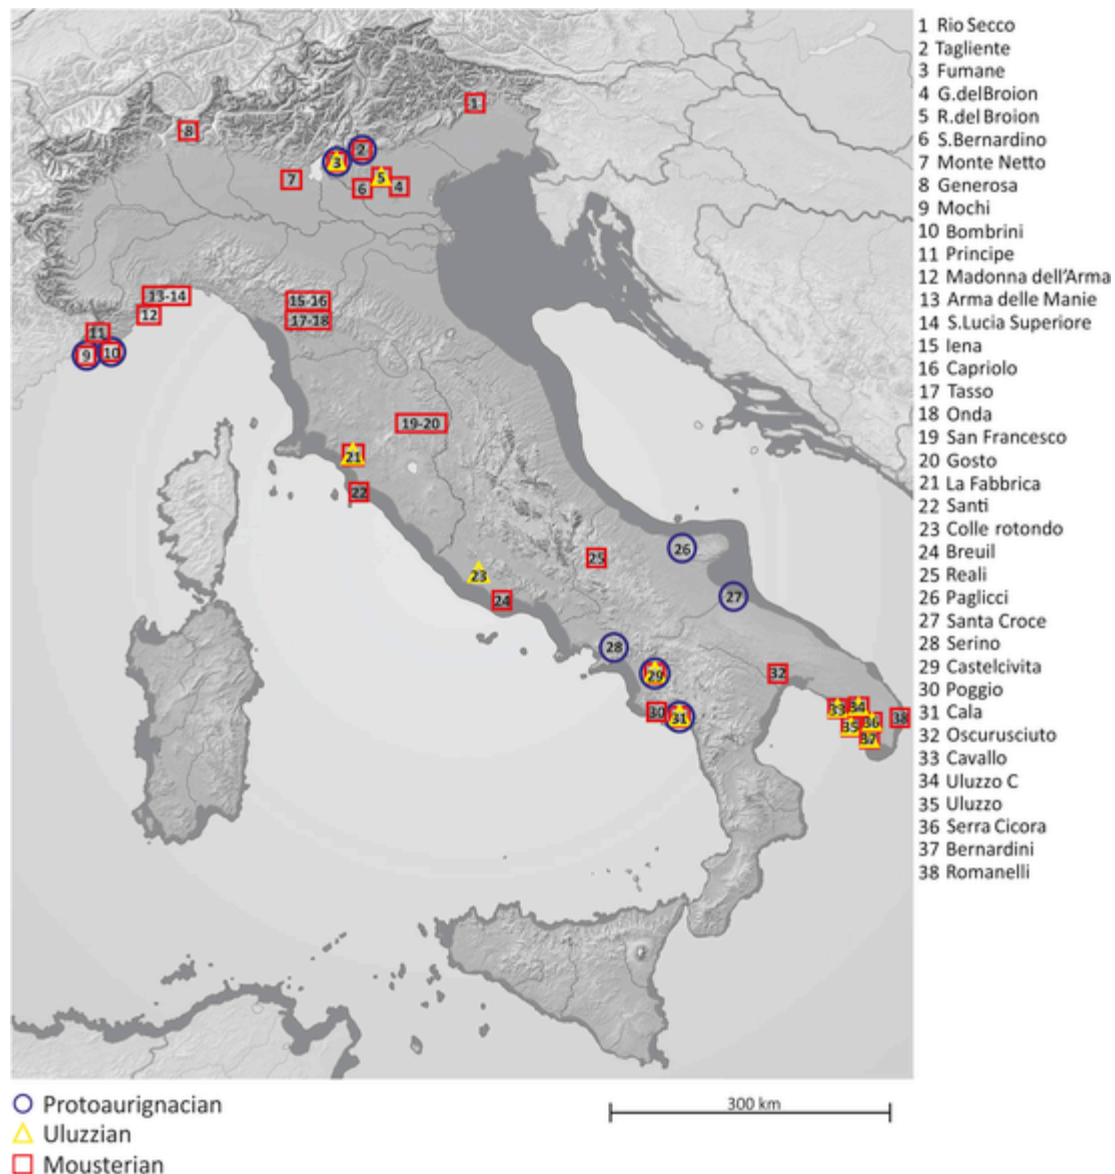 1 Rio Secco
2 Tagliente
3 Fumane
4 G.delBroion
5 R.del Broion
6 S.Bernardino
7 Monte Netto
8 Generosa
9 Mochi
10 Bombrini
11 Principe
12 Madonna dell'Arma
13 Arma delle Manie
14 S.Lucia Superiore
15 Iena
16 Capriolo
17 Tasso
18 Onda
19 San Francesco
20 Gosto
21 La Fabbrica
22 Santi
23 Colle rotondo
24 Breuil
25 Reali
26 Paglicci
27 Santa Croce
28 Serino
29 Castelcivita
30 Poggio
31 Cala
32 Oscurusciuto
33 Cavallo
34 Uluzzo C
35 Uluzzo
36 Serra Cicora
37 Bernardini
38 Romanelli
1
8
2
3
7
5
6
4
13-14
12
15-16
17-18
11
9
10
19-20
21
22
23
24
25
26
27
28
29
30
31
32
33
34
35
36
37
38
Protoaurignacian
Uluzzian
Mousterian
300 km